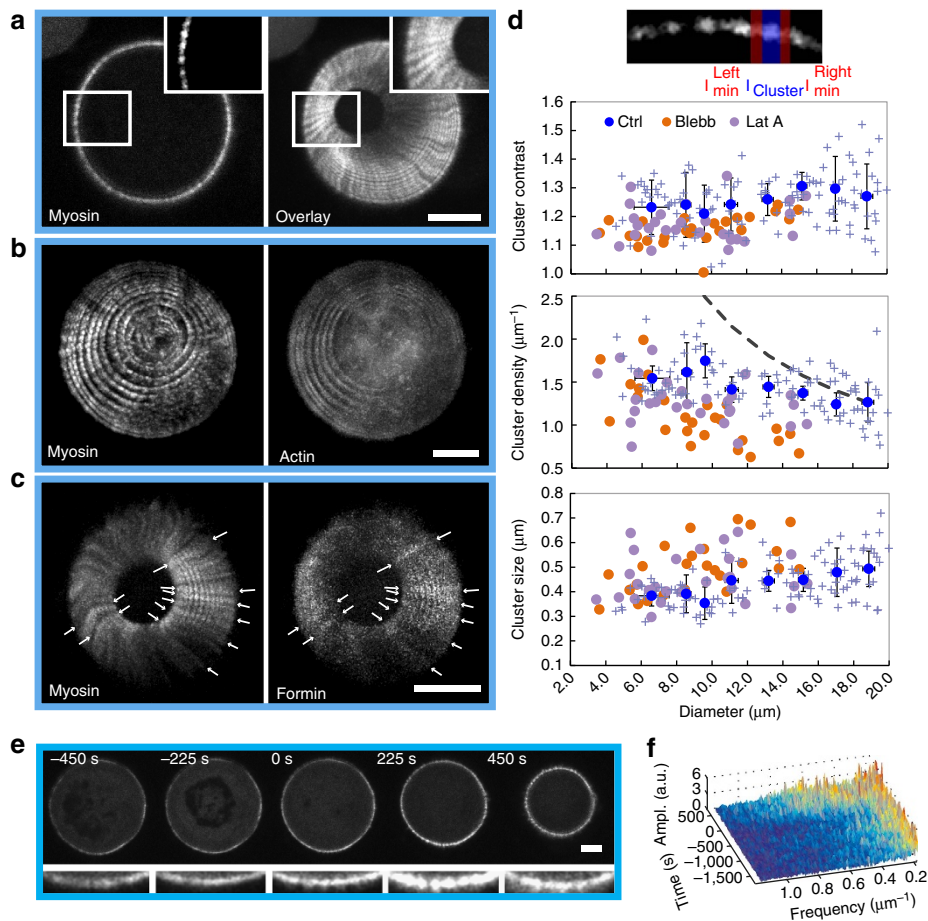 a
Myosin
Overlay
b
Myosin
Actin
c
Myosin
Formin
d
I Left min I Cluster I Right min
Ctrl Blebb Lat A
Cluster contrast
1.6
1.5
1.4
1.3
1.2
1.1
1.0
Cluster density (μm⁻¹)
2.5
2.0
1.5
1.0
0.5
Cluster size (μm)
0.8
0.7
0.6
0.5
0.4
0.3
0.2
0.1
2.0 4.0 6.0 8.0 10.0 12.0 14.0 16.0 18.0 20.0
Diameter (μm)
e
–450 s –225 s 0 s 225 s 450 s
f
Ampl. (a.u.)
6
3
0
500
0
–500
–1,000
–1,500
Time (s)
1.0 0.8 0.6 0.4 0.2
Frequency (μm⁻¹)